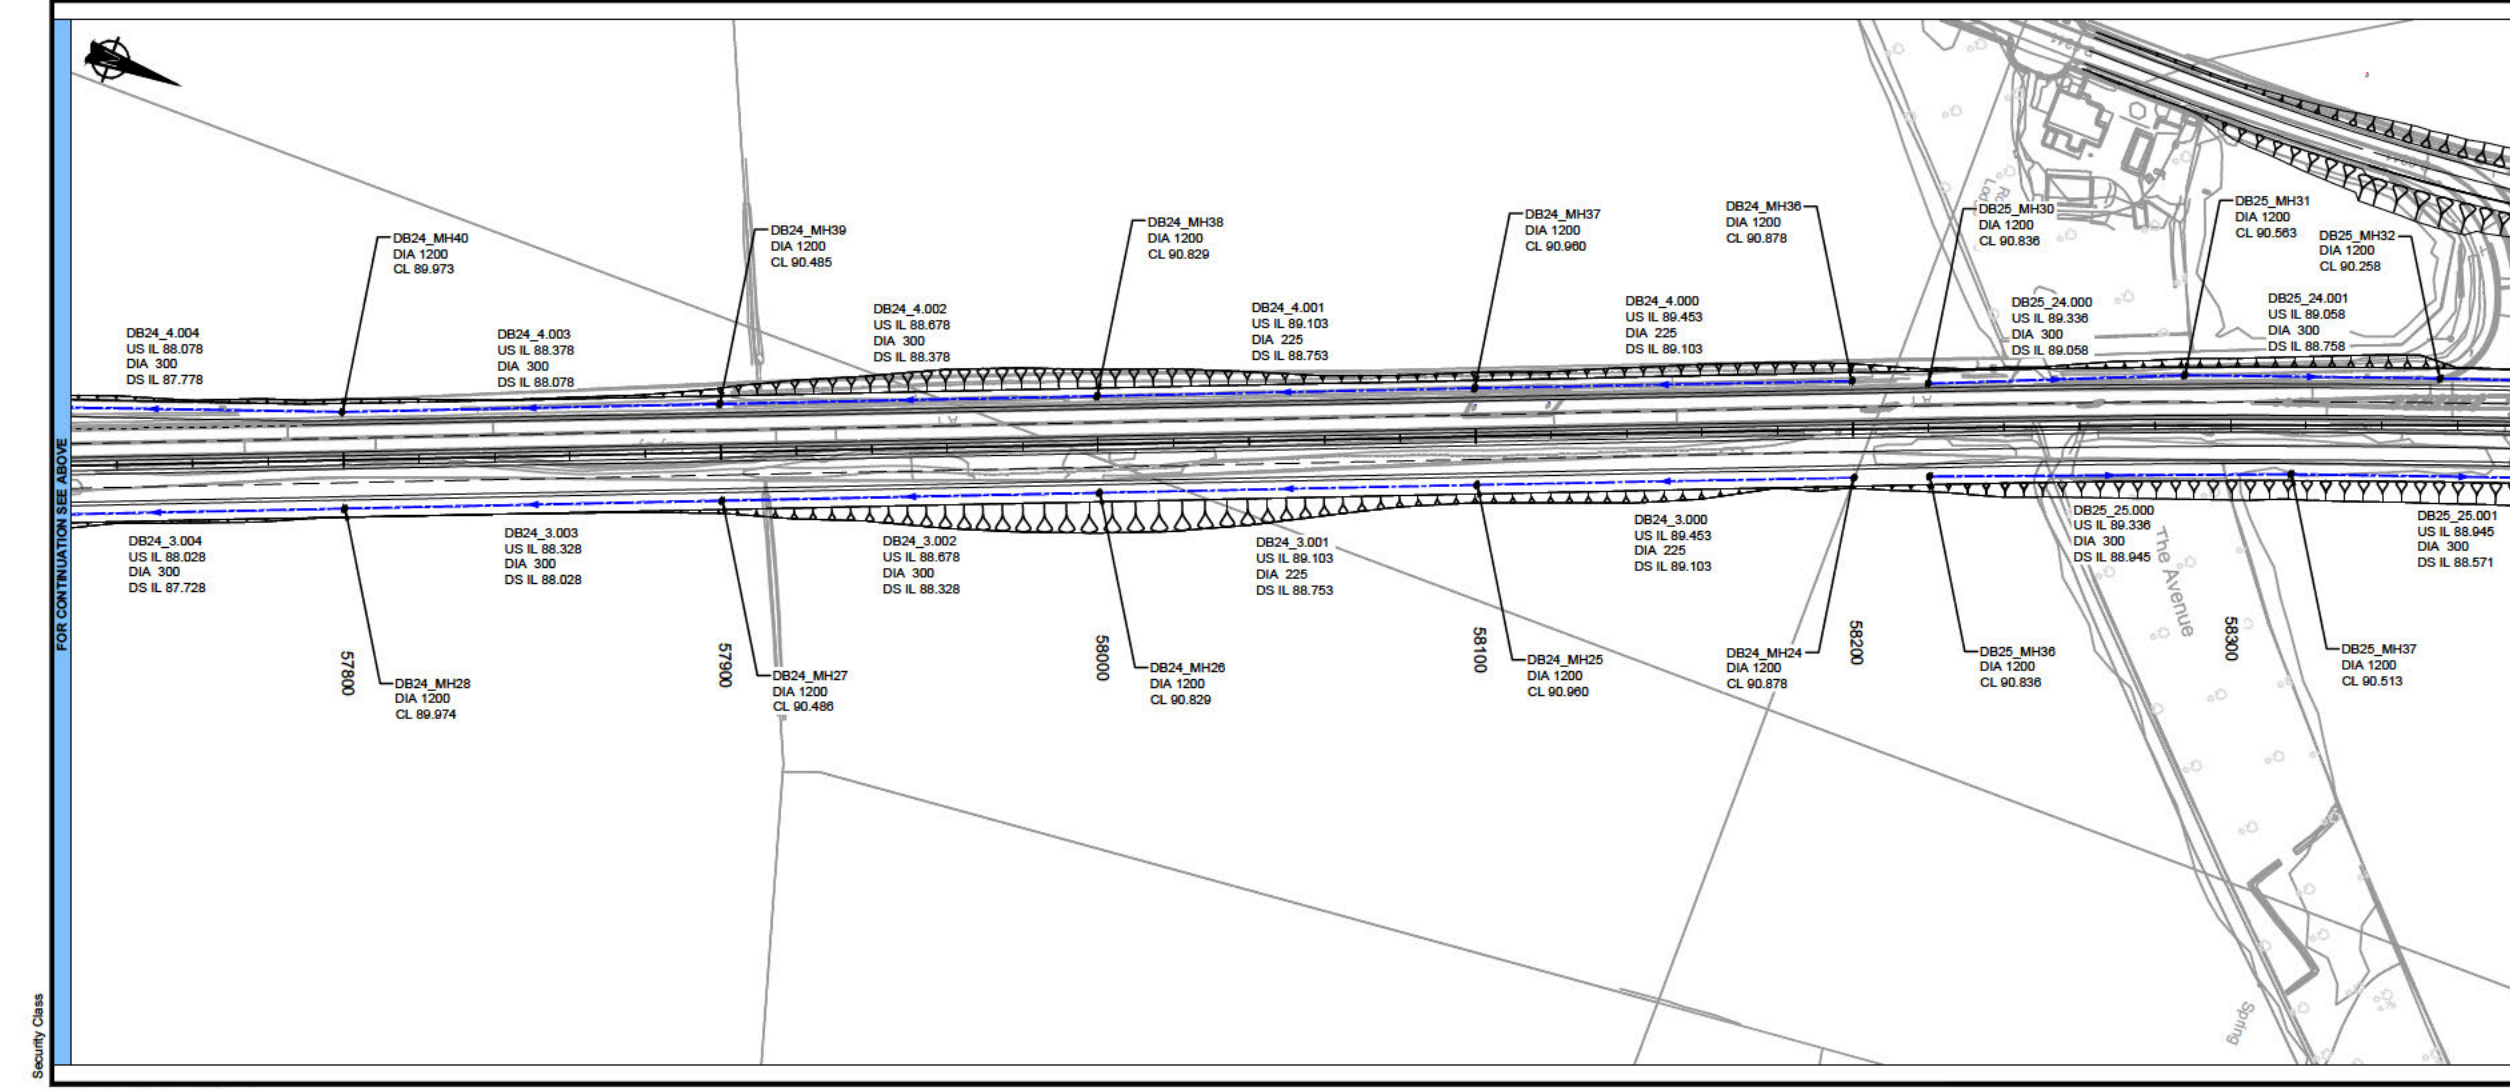 DB24_MH40
DIA 1200
CL 89.973
DB24_MH39
DIA 1200
CL 90.485
DB24_MH38
DIA 1200
CL 90.829
DB24_MH37
DIA 1200
CL 90.960
DB24_MH36
DIA 1200
CL 90.878
DB25_MH30
DIA 1200
CL 90.836
DB25_MH31
DIA 1200
CL 90.563
DB25_MH32
DIA 1200
CL 90.258
DB24_4.004
US IL 88.078
DIA 300
DS IL 87.778
DB24_4.003
US IL 88.378
DIA 300
DS IL 88.078
DB24_4.002
US IL 88.678
DIA 300
DS IL 88.378
DB24_4.001
US IL 89.103
DIA 225
DS IL 88.753
DB24_4.000
US IL 89.453
DIA 225
DS IL 89.103
DB25_24.000
US IL 89.336
DIA 300
DS IL 89.058
DB25_24.001
US IL 89.058
DIA 300
DS IL 88.758
A1
A1
FOR CONTINUATION SEE ABOVE
DB24_3.004
US IL 88.028
DIA 300
DS IL 87.728
DB24_3.003
US IL 88.328
DIA 300
DS IL 88.028
DB24_3.002
US IL 88.678
DIA 300
DS IL 88.328
DB24_3.001
US IL 89.103
DIA 225
DS IL 88.753
DB24_3.000
US IL 89.453
DIA 225
DS IL 89.103
DB25_25.000
US IL 89.336
DIA 300
DS IL 88.945
DB25_25.001
US IL 88.945
DIA 300
DS IL 88.571
The Avenue
57800
57900
58000
58100
58200
58300
DB24_MH28
DIA 1200
CL 89.974
DB24_MH27
DIA 1200
CL 90.486
DB24_MH26
DIA 1200
CL 90.829
DB24_MH25
DIA 1200
CL 90.960
DB24_MH24
DIA 1200
CL 90.878
DB25_MH36
DIA 1200
CL 90.836
DB25_MH37
DIA 1200
CL 90.513
Spring
Security Class